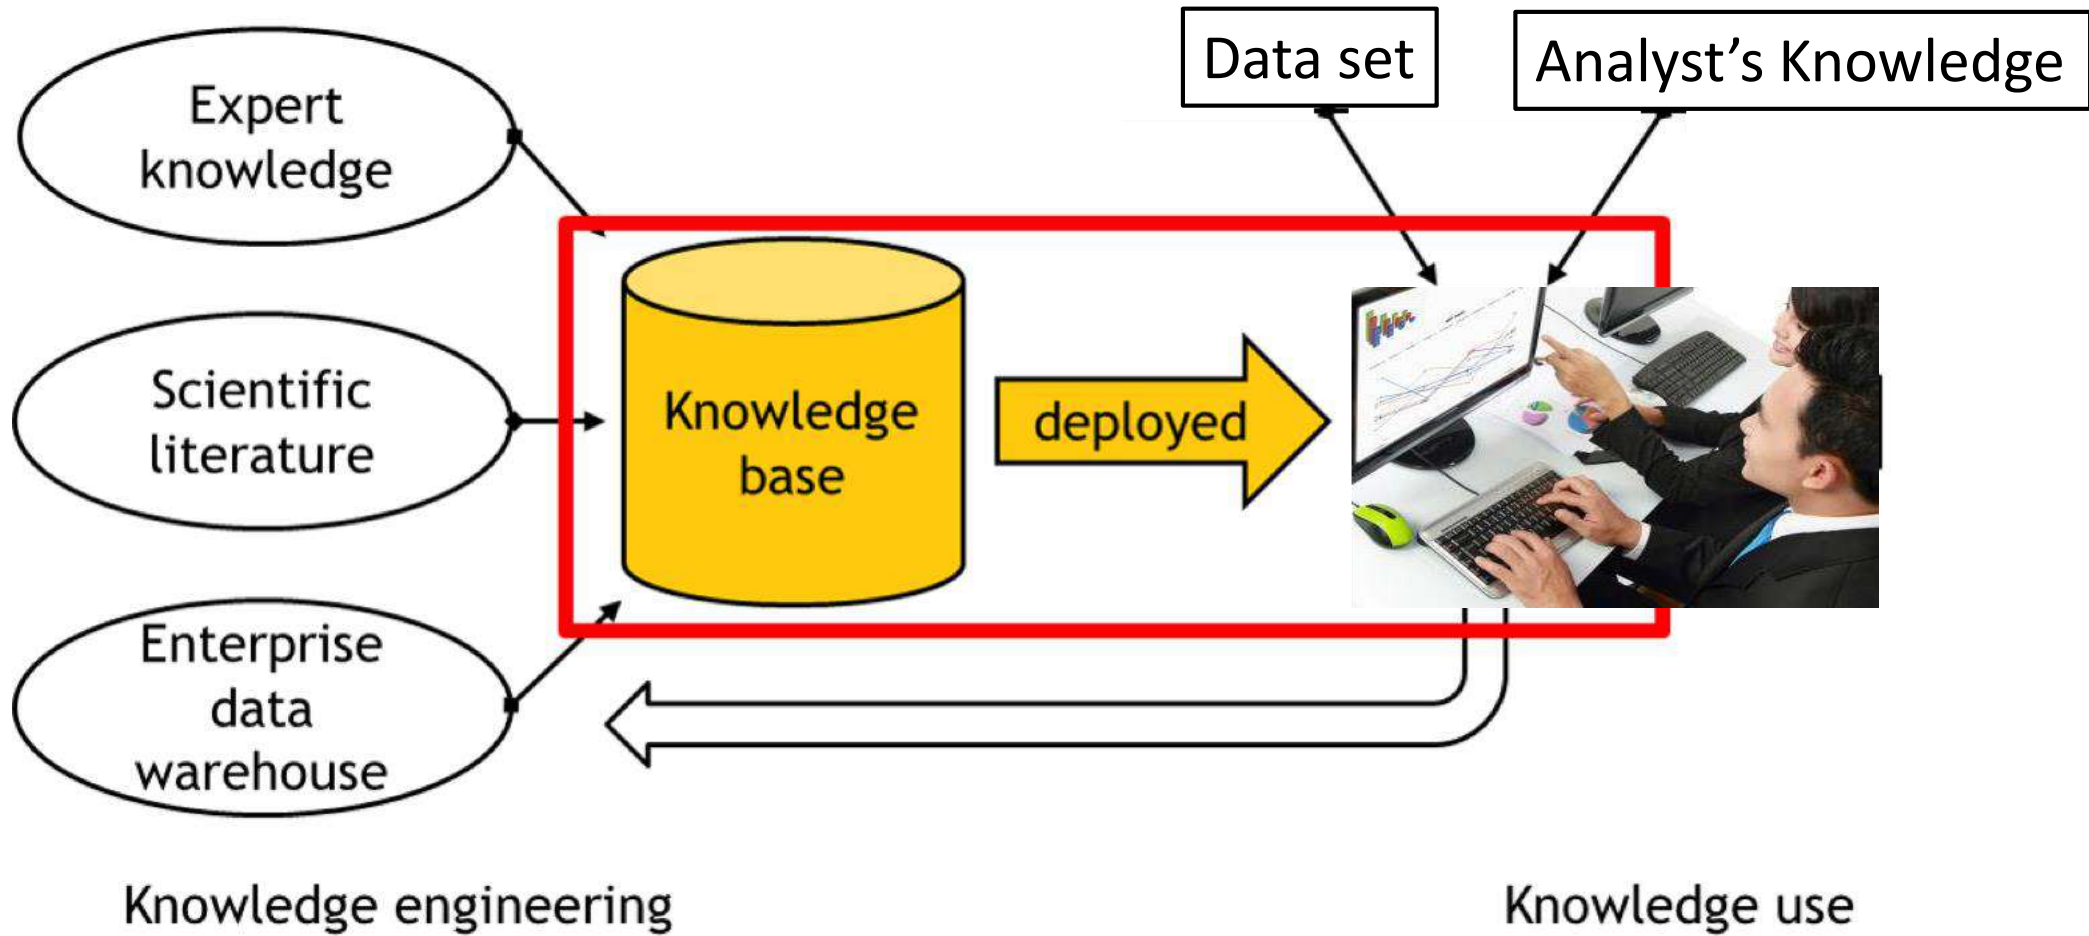 Data set
Analyst’s Knowledge
Expert
knowledge
Scientific
literature
Enterprise
data
warehouse
Knowledge
base
deployed
Knowledge engineering
Knowledge use